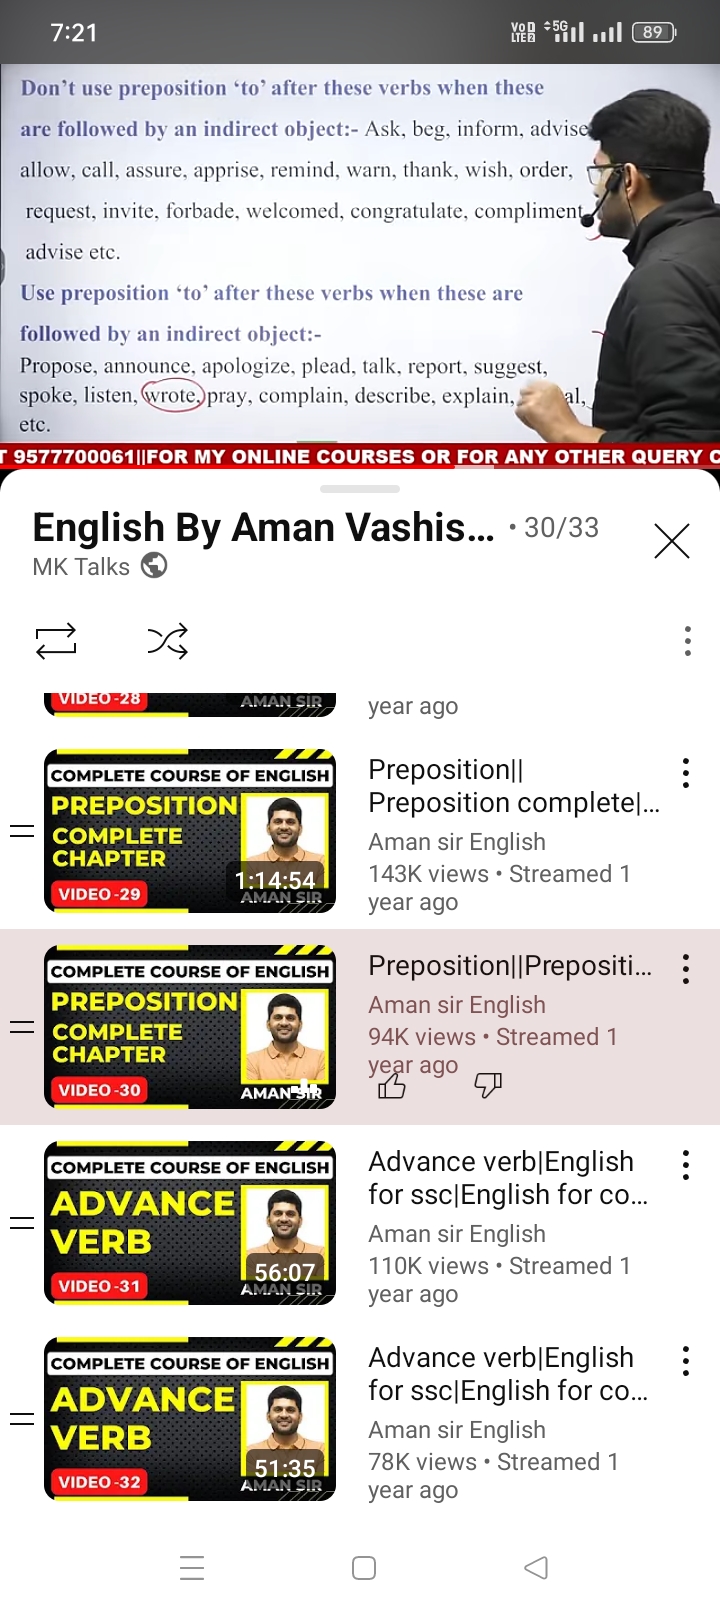 7:21
VoD LTE2 5G 89
Don't use preposition 'to' after these verbs when these
are followed by an indirect object:- Ask, beg, inform, advise
allow, call, assure, apprise, remind, warn, thank, wish, order,
request, invite, forbade, welcomed, congratulate, compliment,
advise etc.
Use preposition 'to' after these verbs when these are
followed by an indirect object:-
Propose, announce, apologize, plead, talk, report, suggest,
spoke, listen, wrote, pray, complain, describe, explain, al,
etc.
T 9577700061||FOR MY ONLINE COURSES OR FOR ANY OTHER QUERY C
English By Aman Vashis... • 30/33
MK Talks
VIDEO-28
AMAN SIR
year ago
COMPLETE COURSE OF ENGLISH
PREPOSITION
COMPLETE
CHAPTER
VIDEO-29
1:14:54
AMAN SIR
Preposition||
Preposition complete|...
Aman sir English
143K views • Streamed 1
year ago
COMPLETE COURSE OF ENGLISH
PREPOSITION
COMPLETE
CHAPTER
VIDEO-30
AMAN SIR
Preposition||Prepositi...
Aman sir English
94K views • Streamed 1
year ago
COMPLETE COURSE OF ENGLISH
ADVANCE
VERB
VIDEO-31
56:07
AMAN SIR
Advance verb|English
for ssc|English for co...
Aman sir English
110K views • Streamed 1
year ago
COMPLETE COURSE OF ENGLISH
ADVANCE
VERB
VIDEO-32
51:35
AMAN SIR
Advance verb|English
for ssc|English for co...
Aman sir English
78K views • Streamed 1
year ago